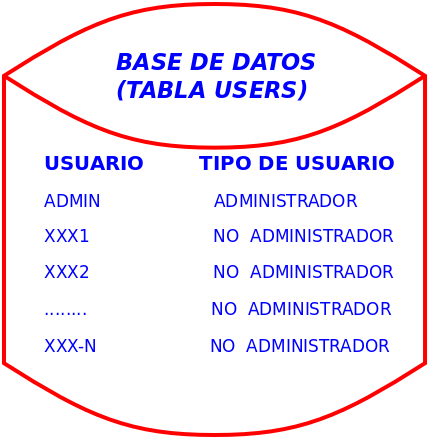 BASE DE DATOS
(TABLA USERS)
USUARIO TIPO DE USUARIO
ADMIN ADMINISTRADOR
XXX1 NO ADMINISTRADOR
XXX2 NO ADMINISTRADOR
........ NO ADMINISTRADOR
XXX-N NO ADMINISTRADOR